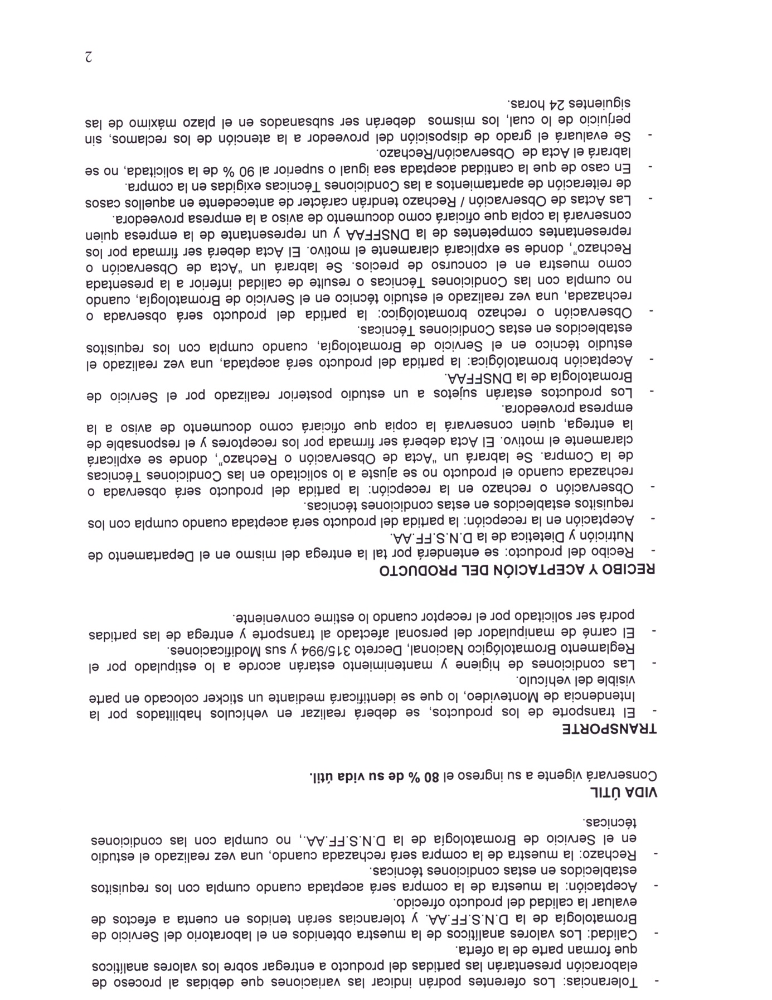 - Tolerancias: Los oferentes podrán indicar las variaciones que debidas al proceso de
elaboración presentarán las partidas del producto a entregar sobre los valores analíticos
que forman parte de la oferta.
- Calidad: Los valores analíticos de la muestra obtenidos en el laboratorio del Servicio de
Bromatología de la D.N.S.FF.AA. y tolerancias serán tenidos en cuenta a efectos de
evaluar la calidad del producto ofrecido.
- Aceptación: la muestra de la compra será aceptada cuando cumpla con los requisitos
establecidos en estas condiciones técnicas.
- Rechazo: la muestra de la compra será rechazada cuando, una vez realizado el estudio
en el Servicio de Bromatología de la D.N.S.FF.AA., no cumpla con las condiciones
técnicas.
VIDA ÚTIL
Conservará vigente a su ingreso el 80 % de su vida útil.
TRANSPORTE
- El transporte de los productos, se deberá realizar en vehículos habilitados por la
Intendencia de Montevideo, lo que se identificará mediante un sticker colocado en parte
visible del vehículo.
- Las condiciones de higiene y mantenimiento estarán acorde a lo estipulado por el
Reglamento Bromatológico Nacional, Decreto 315/994 y sus Modificaciones.
- El carné de manipulador del personal afectado al transporte y entrega de las partidas
podrá ser solicitado por el receptor cuando lo estime conveniente.
RECIBO Y ACEPTACIÓN DEL PRODUCTO
- Recibo del producto: se entenderá por tal la entrega del mismo en el Departamento de
Nutrición y Dietetica de la D.N.S.FF.AA.
- Aceptación en la recepción: la partida del producto será aceptada cuando cumpla con los
requisitos establecidos en estas condiciones técnicas.
- Observación o rechazo en la recepción: la partida del producto será observada o
rechazada cuando el producto no se ajuste a lo solicitado en las Condiciones Técnicas
de la Compra. Se labrará un “Acta de Observación o Rechazo”, donde se explicará
claramente el motivo. El Acta deberá ser firmada por los receptores y el responsable de
la entrega, quien conservará la copia que oficiará como documento de aviso a la
empresa proveedora.
- Los productos estarán sujetos a un estudio posterior realizado por el Servicio de
Bromatología de la DNSFFAA.
- Aceptación bromatológica: la partida del producto será aceptada, una vez realizado el
estudio técnico en el Servicio de Bromatología, cuando cumpla con los requisitos
establecidos en estas Condiciones Técnicas.
- Observación o rechazo bromatológico: la partida del producto será observada o
rechazada, una vez realizado el estudio técnico en el Servicio de Bromatología, cuando
no cumpla con las Condiciones Técnicas o resulte de calidad inferior a la presentada
como muestra en el concurso de precios. Se labrará un “Acta de Observación o
Rechazo”, donde se explicará claramente el motivo. El Acta deberá ser firmada por los
representantes competentes de la DNSFFAA y un representante de la empresa quien
conservará la copia que oficiará como documento de aviso a la empresa proveedora.
- Las Actas de Observación / Rechazo tendrán carácter de antecedente en aquellos casos
de reiteración de apartamientos a las Condiciones Técnicas exigidas en la compra.
- En caso de que la cantidad aceptada sea igual o superior al 90 % de la solicitada, no se
labrará el Acta de Observación/Rechazo.
- Se evaluará el grado de disposición del proveedor a la atención de los reclamos, sin
perjuicio de lo cual, los mismos deberán ser subsanados en el plazo máximo de las
siguientes 24 horas.
2